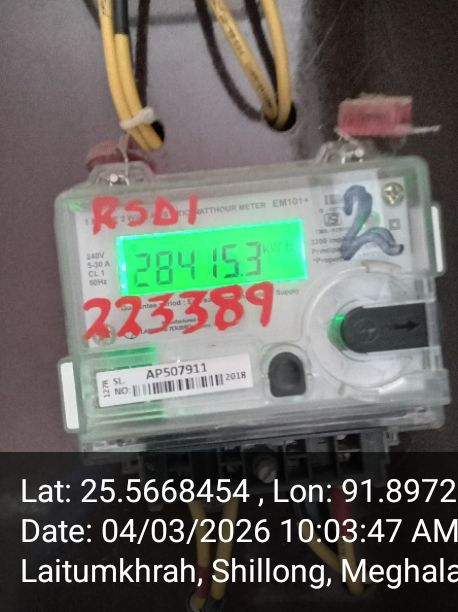 RSD1
WATTHOUR METER EM101+
2
240V
5-30 A
CL 1
50Hz
28415.3 kWh
223389
Supply
SL. NO: AP507911 2018
Lat: 25.5668454 , Lon: 91.8972
Date: 04/03/2026 10:03:47 AM
Laitumkhrah, Shillong, Meghala